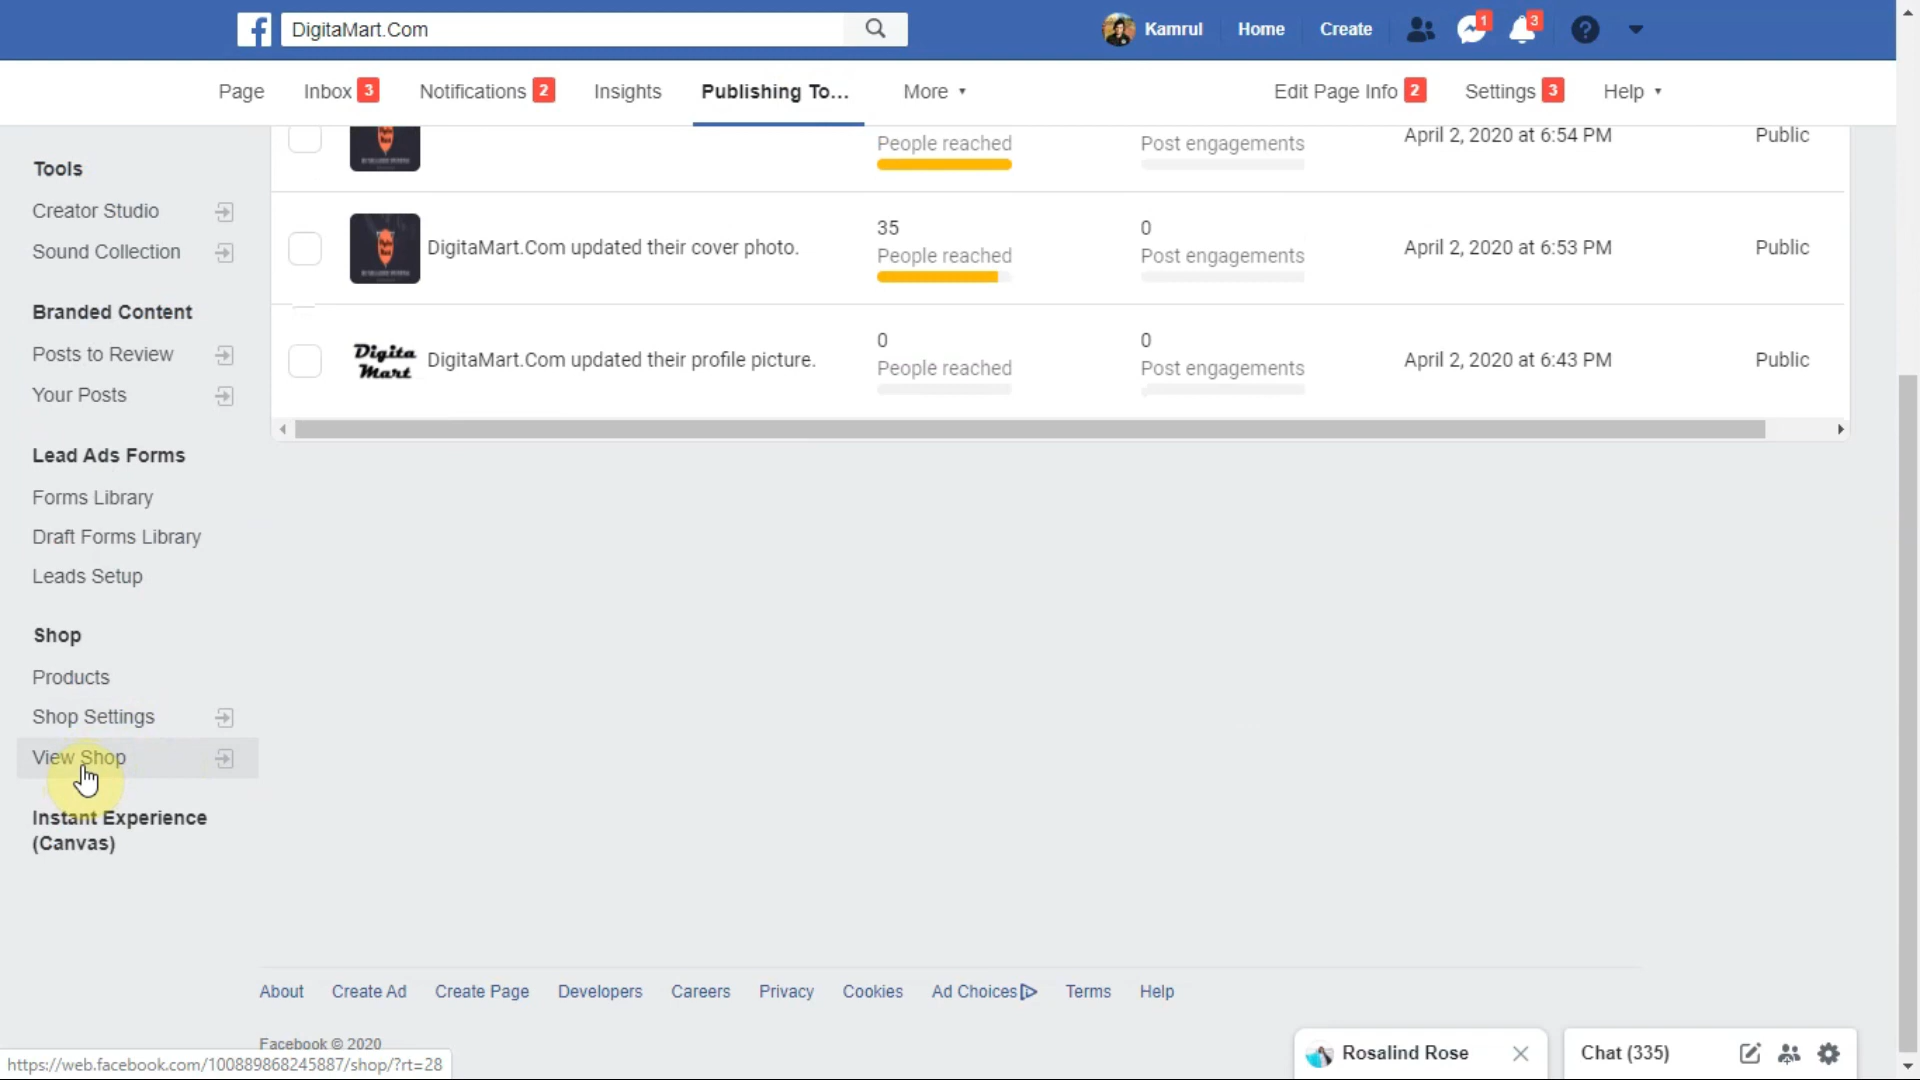 DigitaMart.Com
Kamrul Home Create 1 3
Page Inbox 3 Notifications 2 Insights Publishing To... More Edit Page Info 2 Settings 3 Help
Tools
Creator Studio
Sound Collection
Branded Content
Posts to Review
Your Posts
Lead Ads Forms
Forms Library
Draft Forms Library
Leads Setup
Shop
Products
Shop Settings
View Shop
Instant Experience
(Canvas)
People reached Post engagements April 2, 2020 at 6:54 PM Public
35 0
DigitaMart.Com updated their cover photo. People reached Post engagements April 2, 2020 at 6:53 PM Public
Digita
Mart
0 0
DigitaMart.Com updated their profile picture. People reached Post engagements April 2, 2020 at 6:43 PM Public
About Create Ad Create Page Developers Careers Privacy Cookies Ad Choices Terms Help
Facebook © 2020
https://web.facebook.com/100889868245887/shop/?rt=28
Rosalind Rose Chat (335)